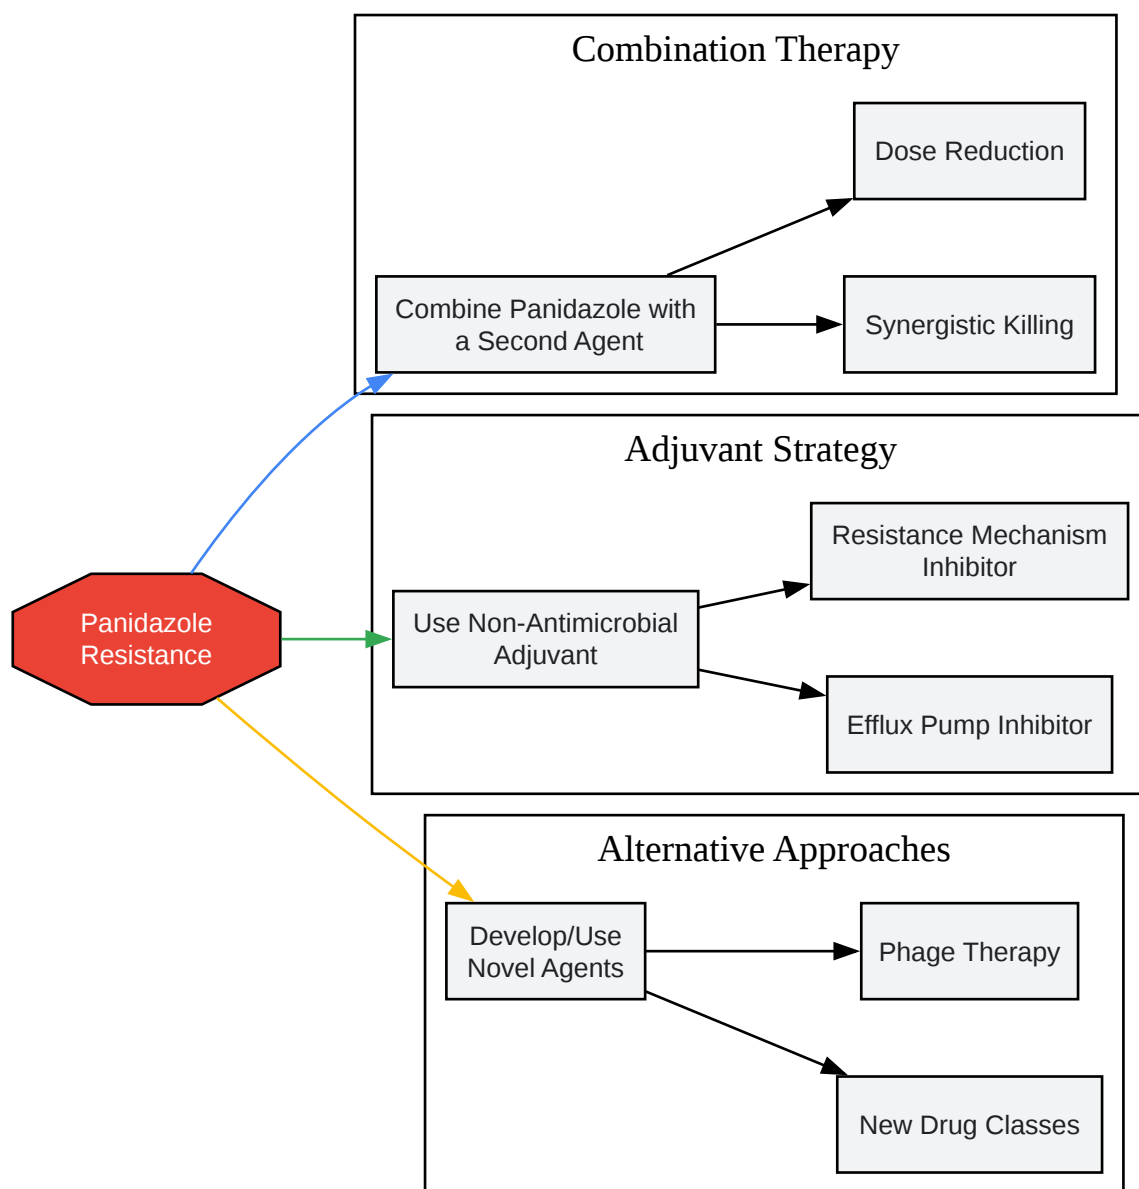 Combination Therapy
Dose Reduction
Combine Panidazole with
a Second Agent
Synergistic Killing
Adjuvant Strategy
Resistance Mechanism
Inhibitor
Use Non-Antimicrobial
Adjuvant
Panidazole
Resistance
Efflux Pump Inhibitor
Alternative Approaches
Develop/Use
Novel Agents
Phage Therapy
New Drug Classes